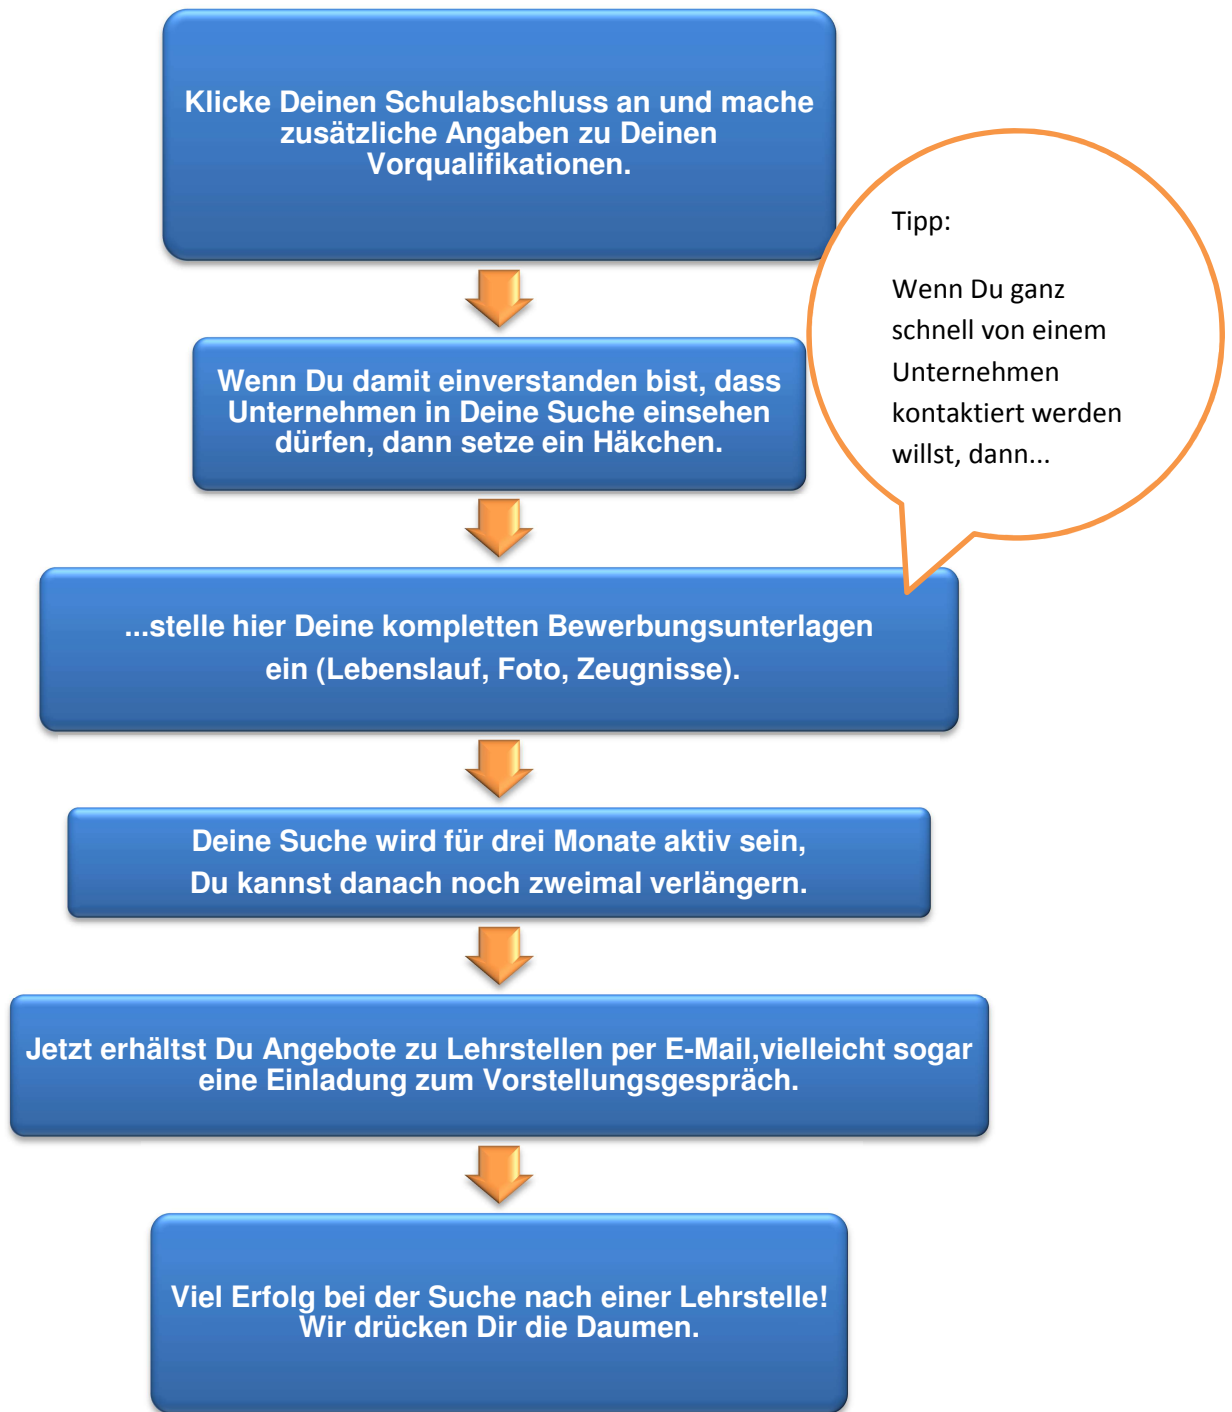 Klicke Deinen Schulabschluss an und mache
zusätzliche Angaben zu Deinen
Vorqualifikationen.
Tipp:
Wenn Du ganz
schnell von einem
Unternehmen
kontaktiert werden
willst, dann...
Wenn Du damit einverstanden bist, dass
Unternehmen in Deine Suche einsehen
dürfen, dann setze ein Häkchen.
...stelle hier Deine kompletten Bewerbungsunterlagen
ein (Lebenslauf, Foto, Zeugnisse).
Deine Suche wird für drei Monate aktiv sein,
Du kannst danach noch zweimal verlängern.
Jetzt erhältst Du Angebote zu Lehrstellen per E-Mail,vielleicht sogar
eine Einladung zum Vorstellungsgespräch.
Viel Erfolg bei der Suche nach einer Lehrstelle!
Wir drücken Dir die Daumen.